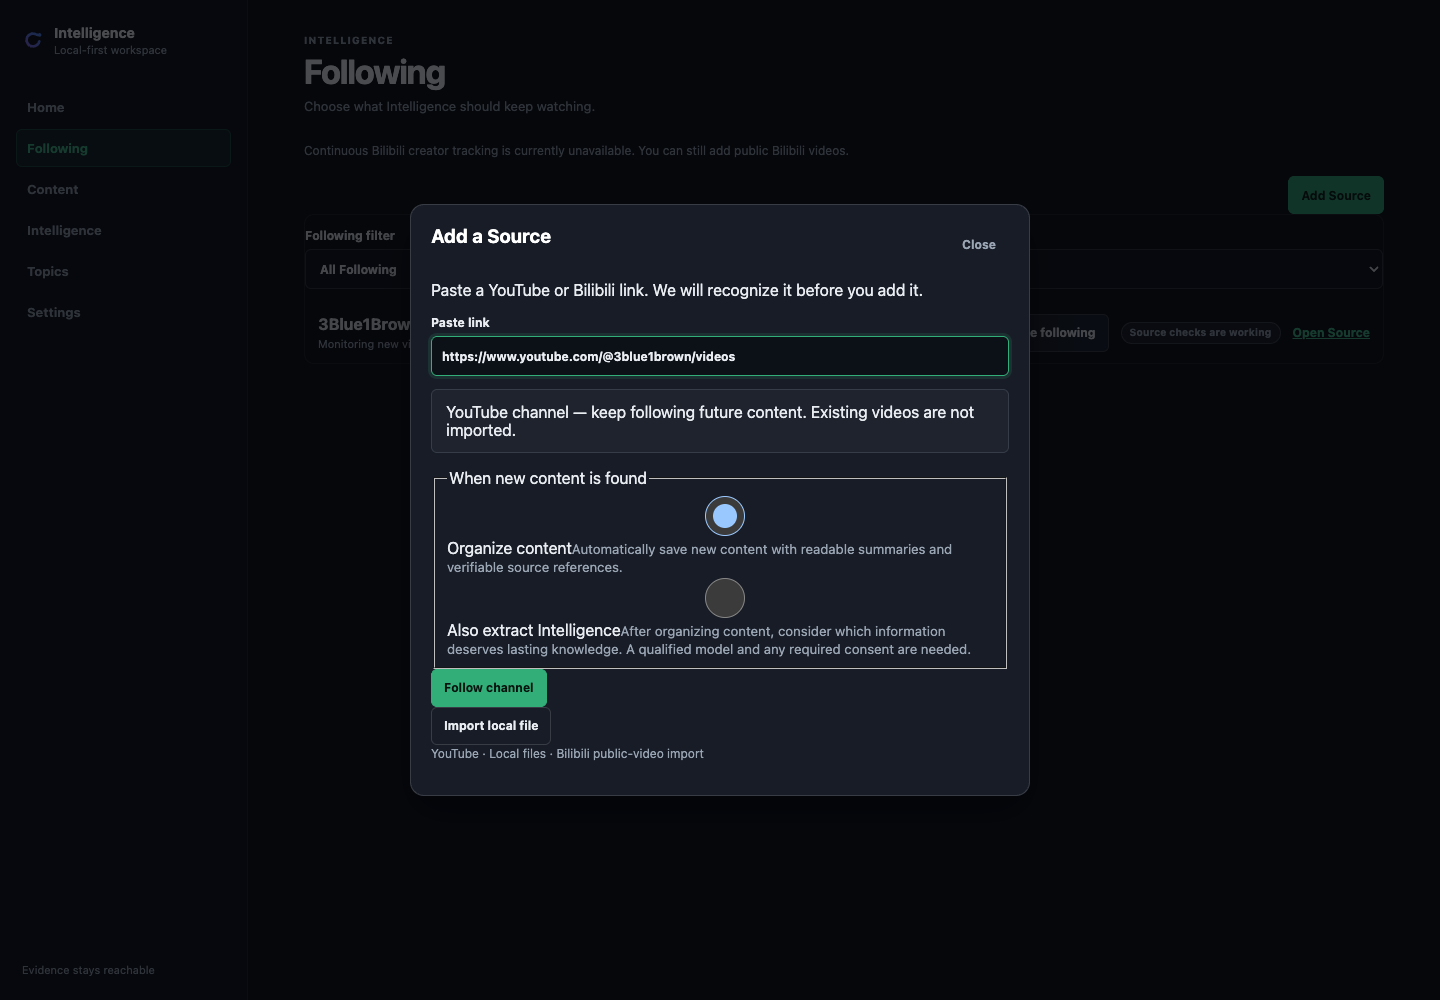 Intelligence
Local-first workspace
Home
Following
Content
Intelligence
Topics
Settings
Evidence stays reachable
INTELLIGENCE
Following
Choose what Intelligence should keep watching.
Continuous Bilibili creator tracking is currently unavailable. You can still add public Bilibili videos.
Add Source
Following filter
All Following
3Blue1Brow
Monitoring new vi
e following
Source checks are working
Open Source
Add a Source
Close
Paste a YouTube or Bilibili link. We will recognize it before you add it.
Paste link
https://www.youtube.com/@3blue1brown/videos
YouTube channel — keep following future content. Existing videos are not
imported.
When new content is found
Organize contentAutomatically save new content with readable summaries and
verifiable source references.
Also extract IntelligenceAfter organizing content, consider which information
deserves lasting knowledge. A qualified model and any required consent are needed.
Follow channel
Import local file
YouTube · Local files · Bilibili public-video import